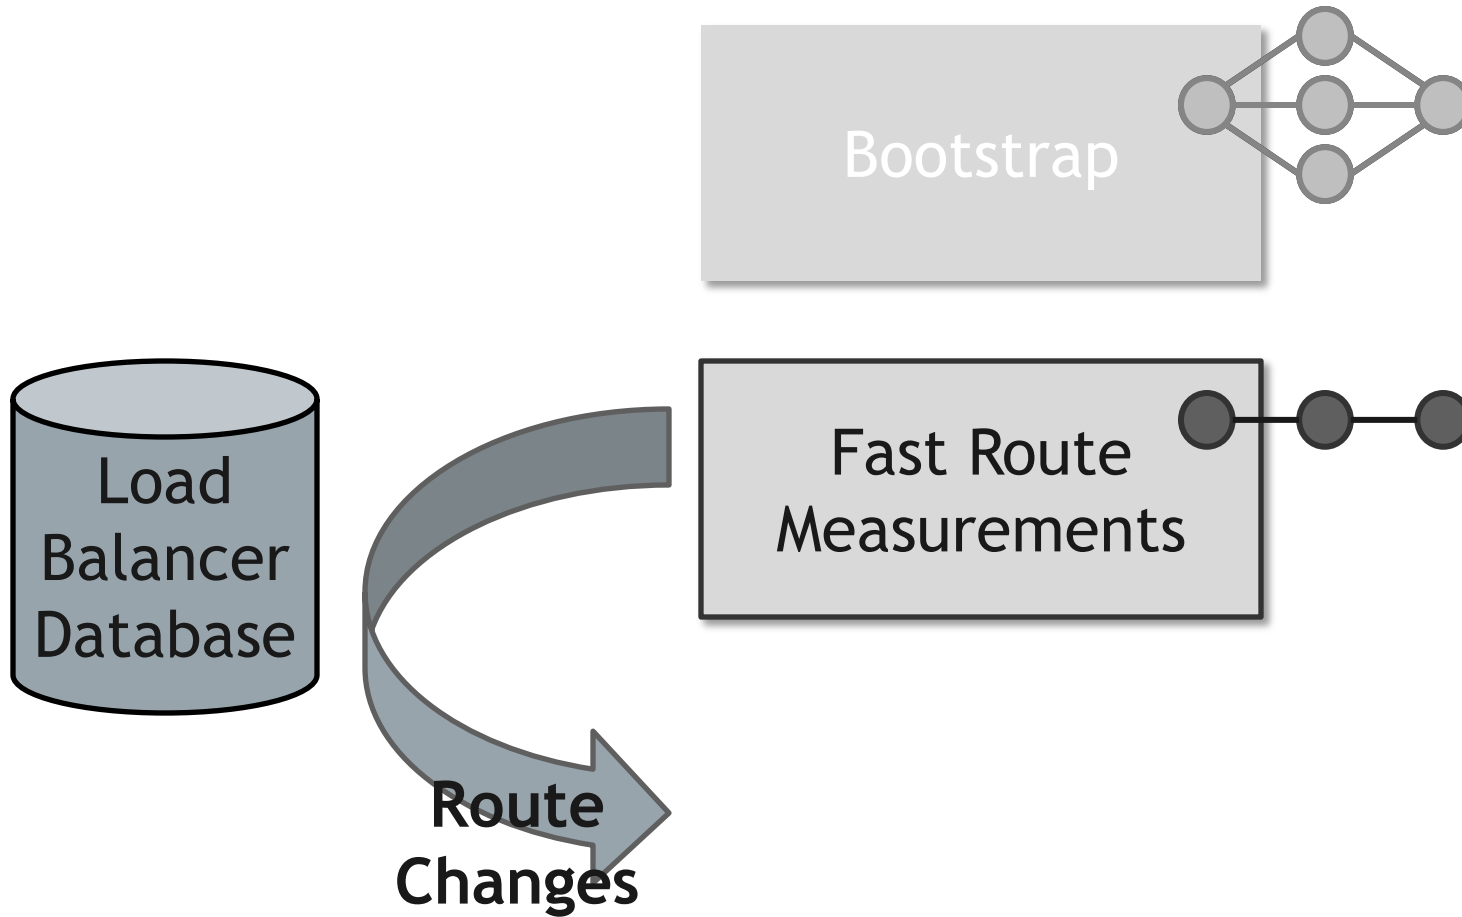 Bootstrap
Load
Balancer
Database
Fast Route
Measurements
Route
Changes